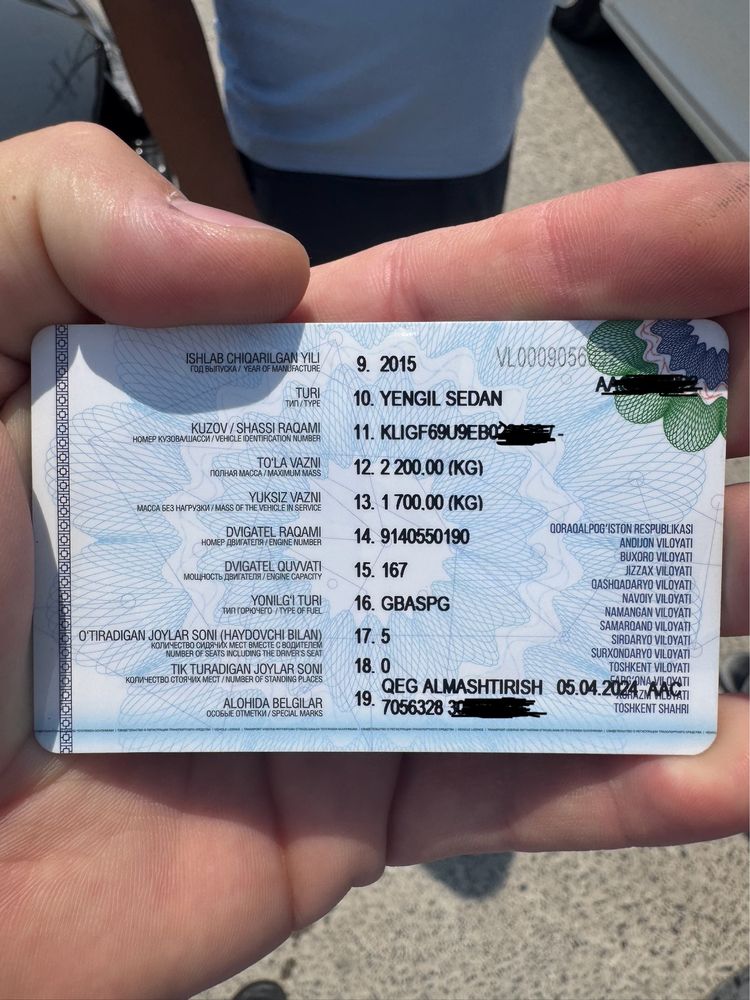 VL0009056
AA
ISHLAB CHIQARILGAN YILI 9. 2015
ГОД ВЫПУСКА / YEAR OF MANUFACTURE
TURI 10. YENGIL SEDAN
ТИП / TYPE
KUZOV / SHASSI RAQAMI 11. KLIGF69U9EB0
НОМЕР КУЗОВА/ШАССИ / VEHICLE IDENTIFICATION NUMBER
TO'LA VAZNI 12. 2 200.00 (KG)
ПОЛНАЯ МАССА / MAXIMUM MASS
YUKSIZ VAZNI 13. 1 700.00 (KG)
МАССА БЕЗ НАГРУЗКИ / MASS OF THE VEHICLE IN SERVICE
DVIGATEL RAQAMI 14. 9140550190
НОМЕР ДВИГАТЕЛЯ / ENGINE NUMBER
DVIGATEL QUVVATI 15. 167
МОЩНОСТЬ ДВИГАТЕЛЯ / ENGINE CAPACITY
YONILG'I TURI 16. GBASPG
ТИП ГОРЮЧЕГО / TYPE OF FUEL
O'TIRADIGAN JOYLAR SONI (HAYDOVCHI BILAN) 17. 5
КОЛИЧЕСТВО СИДЯЧИХ МЕСТ ВМЕСТЕ С ВОДИТЕЛЕМ
NUMBER OF SEATS INCLUDING THE DRIVER'S SEAT
TIK TURADIGAN JOYLAR SONI 18. 0
КОЛИЧЕСТВО СТОЯЧИХ МЕСТ / NUMBER OF STANDING PLACES
ALOHIDA BELGILAR 19. QEG ALMASHTIRISH 05.04.2024 AAC
ОСОБЫЕ ОТМЕТКИ / SPECIAL MARKS
7056328 3
QORAQALPOG'ISTON RESPUBLIKASI
ANDIJON VILOYATI
BUXORO VILOYATI
JIZZAX VILOYATI
QASHQADARYO VILOYATI
NAVOIY VILOYATI
NAMANGAN VILOYATI
SAMARQAND VILOYATI
SIRDARYO VILOYATI
SURXONDARYO VILOYATI
TOSHKENT VILOYATI
FARG'ONA VILOYATI
XORAZM VILOYATI
TOSHKENT SHAHRI